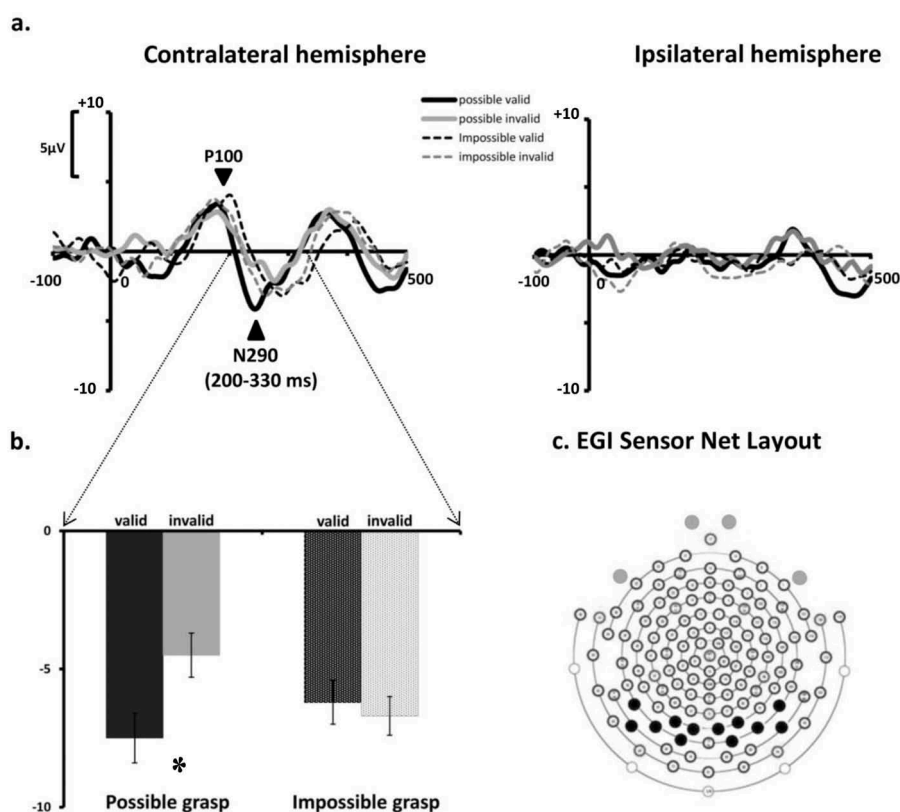 a.
Contralateral hemisphere
Ipsilateral hemisphere
+10
5μV
P100
possible valid
possible invalid
Impossible valid
impossible invalid
+10
-100
0
500
-100
0
500
N290
(200-330 ms)
-10
-10
b.
c. EGI Sensor Net Layout
0
valid
invalid
valid
invalid
-5
*
-10
Possible grasp
Impossible grasp